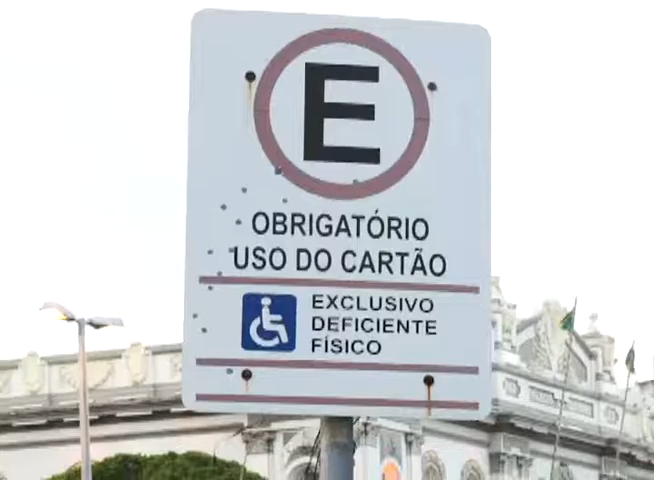 E
OBRIGATÓRIO
USO DO CARTÃO
EXCLUSIVO
DEFICIENTE
FÍSICO